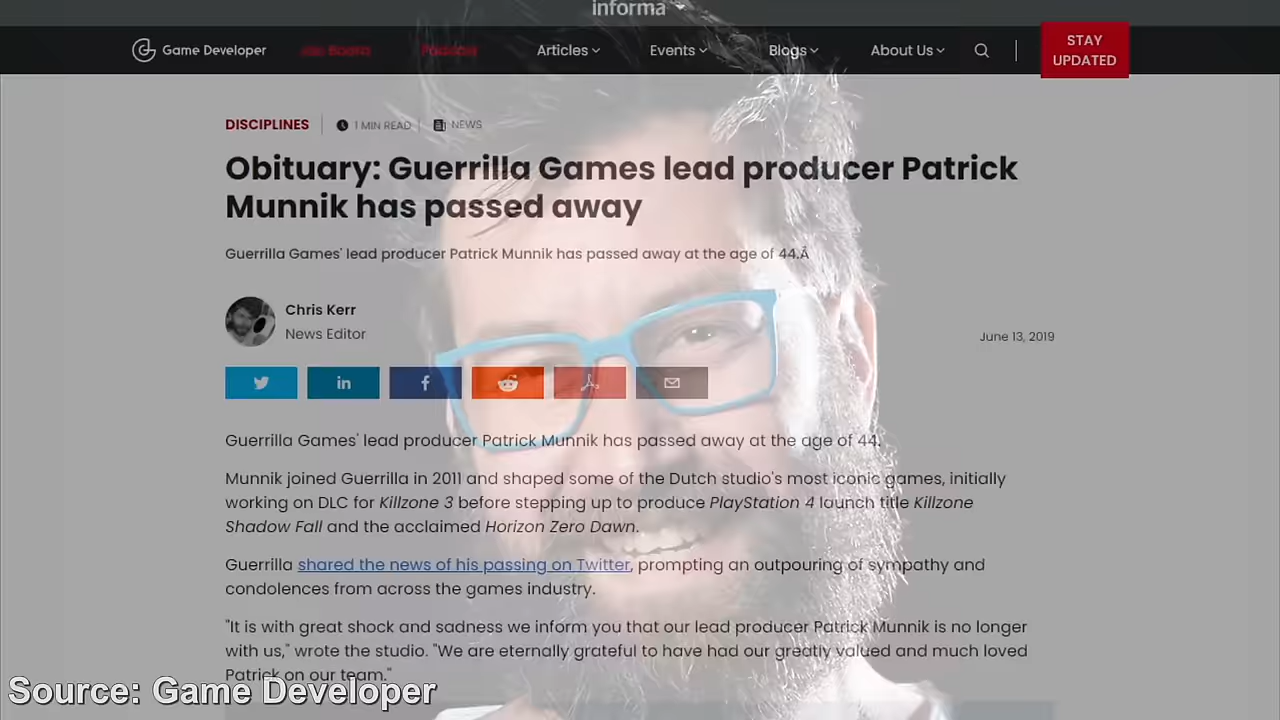 informa
Game Developer Articles Events Blogs About Us STAY UPDATED
DISCIPLINES 1 MIN READ NEWS
Obituary: Guerrilla Games lead producer Patrick
Munnik has passed away
Guerrilla Games' lead producer Patrick Munnik has passed away at the age of 44.Â
Chris Kerr
News Editor
June 13, 2019
Guerrilla Games' lead producer Patrick Munnik has passed away at the age of 44.
Munnik joined Guerrilla in 2011 and shaped some of the Dutch studio's most iconic games, initially
working on DLC for Killzone 3 before stepping up to produce PlayStation 4 launch title Killzone
Shadow Fall and the acclaimed Horizon Zero Dawn.
Guerrilla shared the news of his passing on Twitter, prompting an outpouring of sympathy and
condolences from across the games industry.
"It is with great shock and sadness we inform you that our lead producer Patrick Munnik is no longer
with us," wrote the studio. "We are eternally grateful to have had our greatly valued and much loved
Patrick on our team."
Source: Game Developer